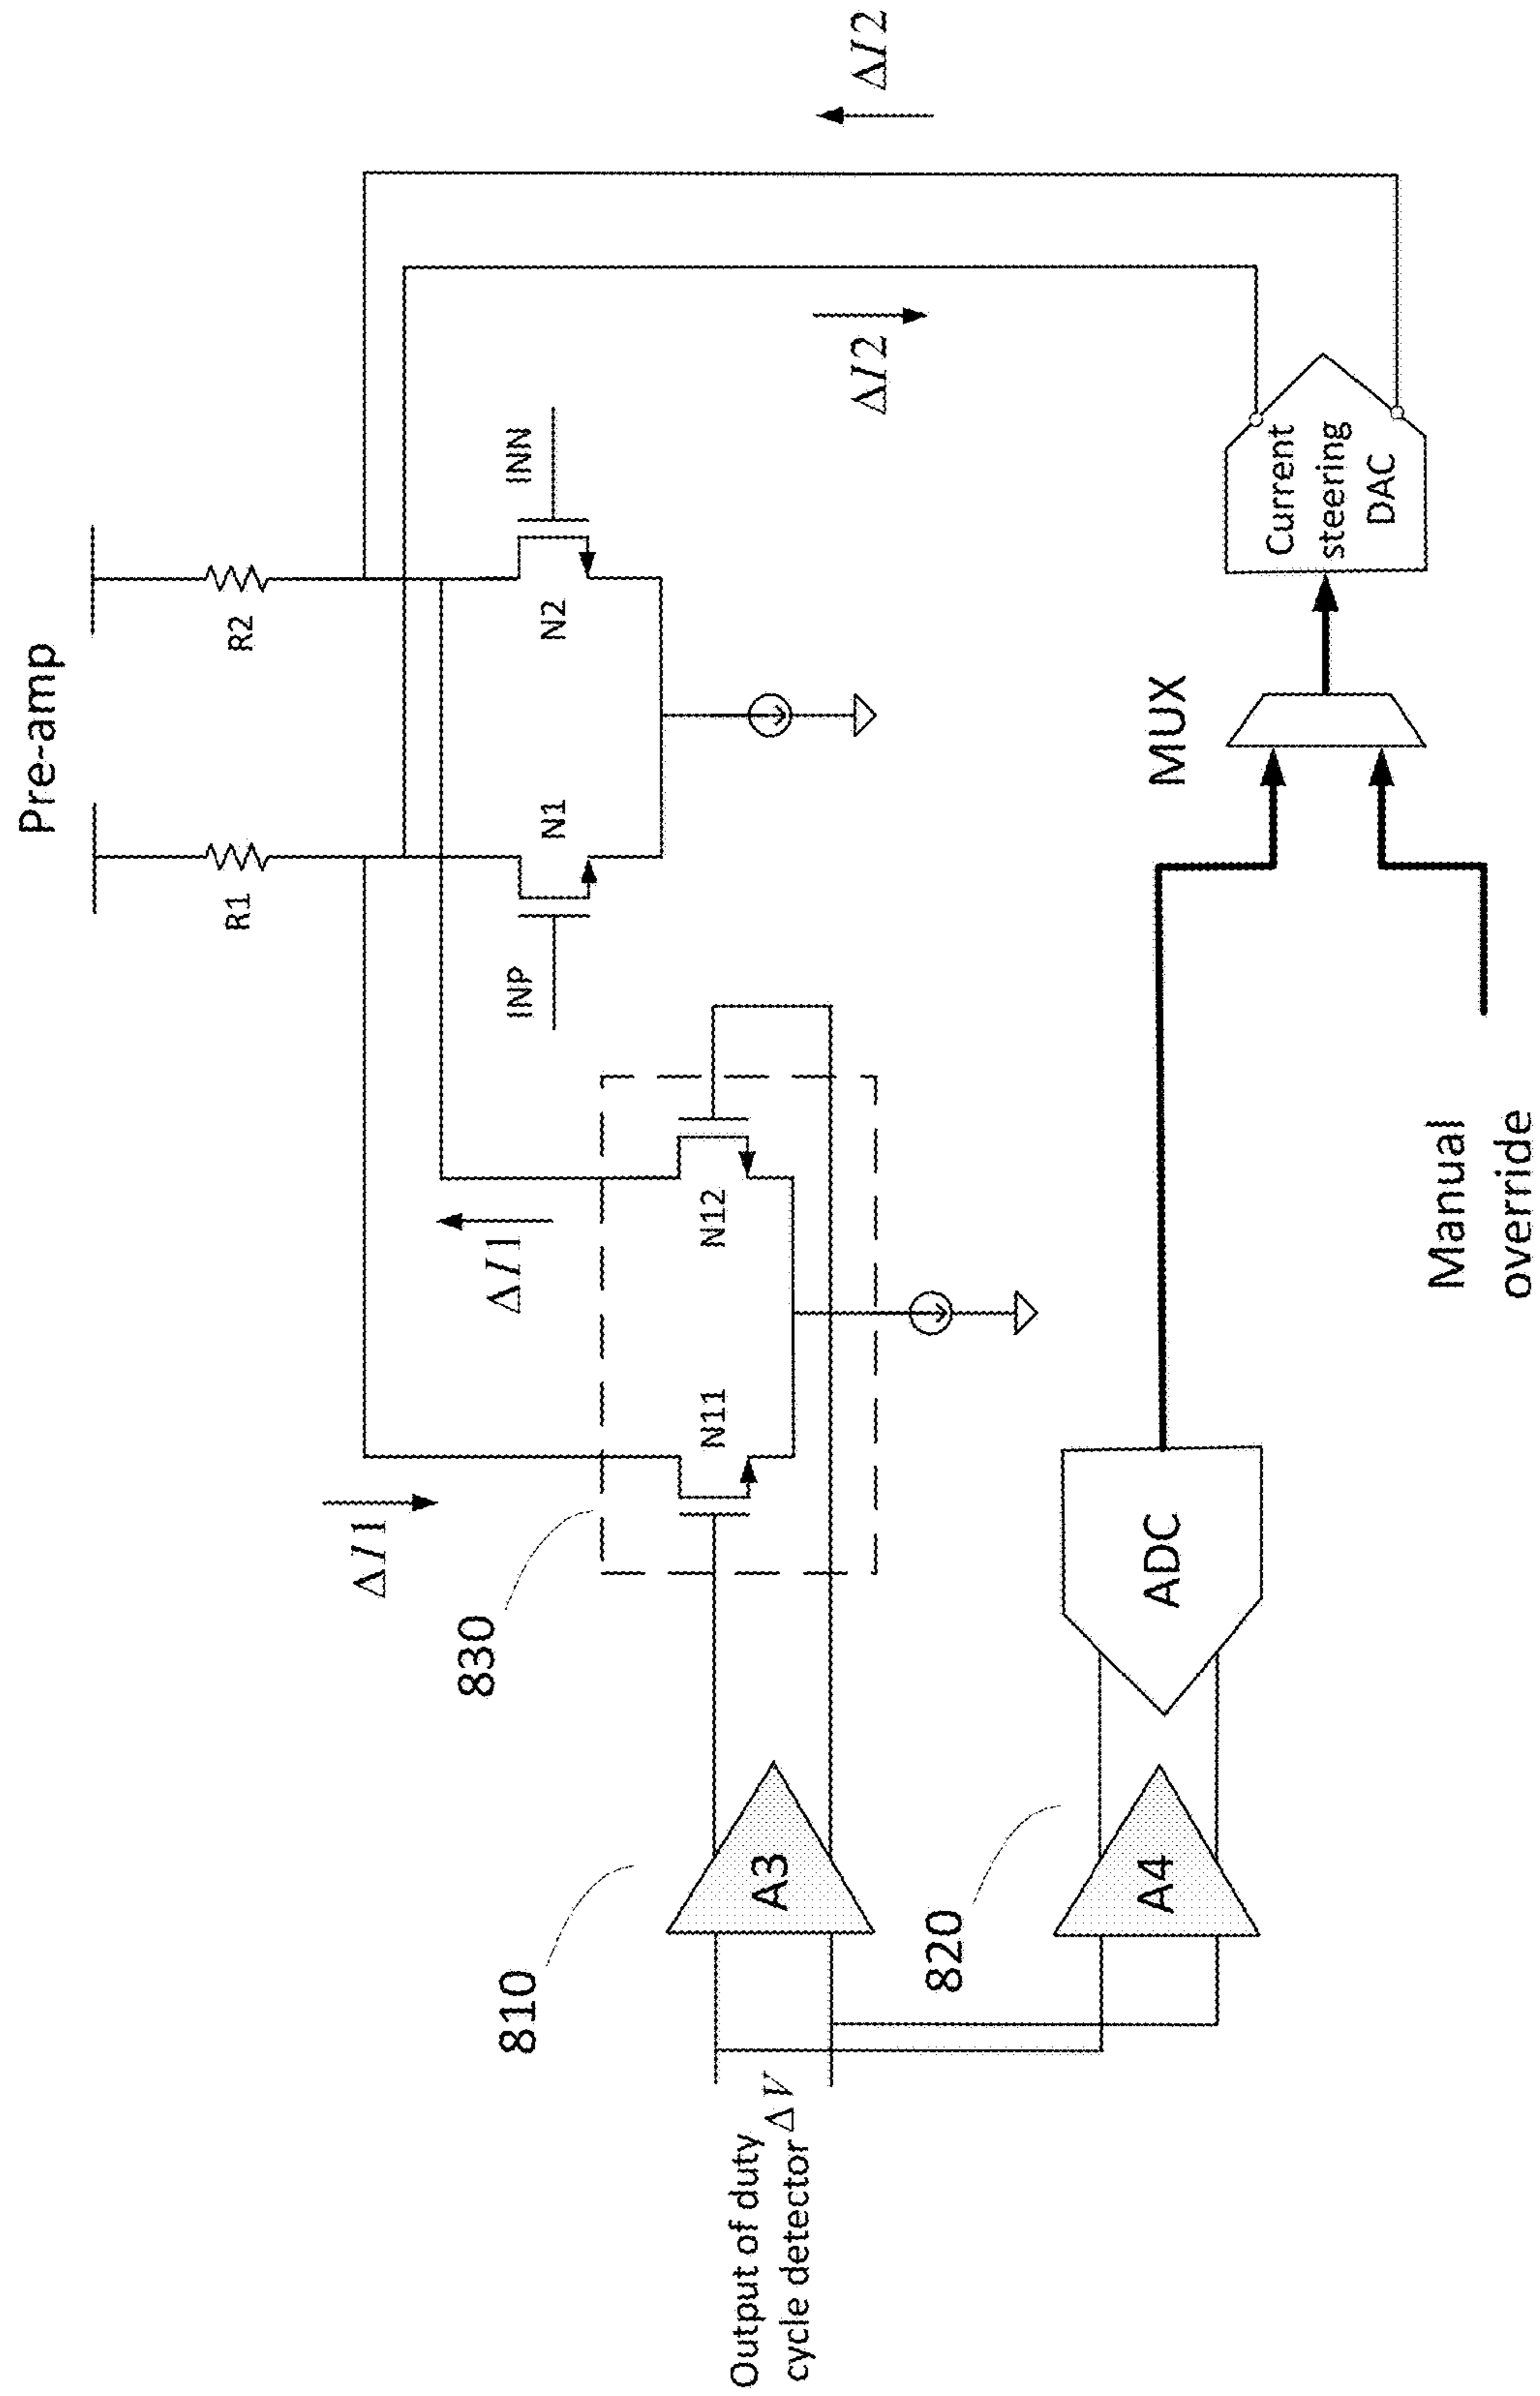 Pre-amp
R1
R2
INP
N1
N2
INN
ΔI1
ΔI1
N11
N12
830
ΔI2
ΔI2
810
A3
Output of duty
cycle detector
ΔV
820
A4
ADC
MUX
Current
steering
DAC
Manual
override